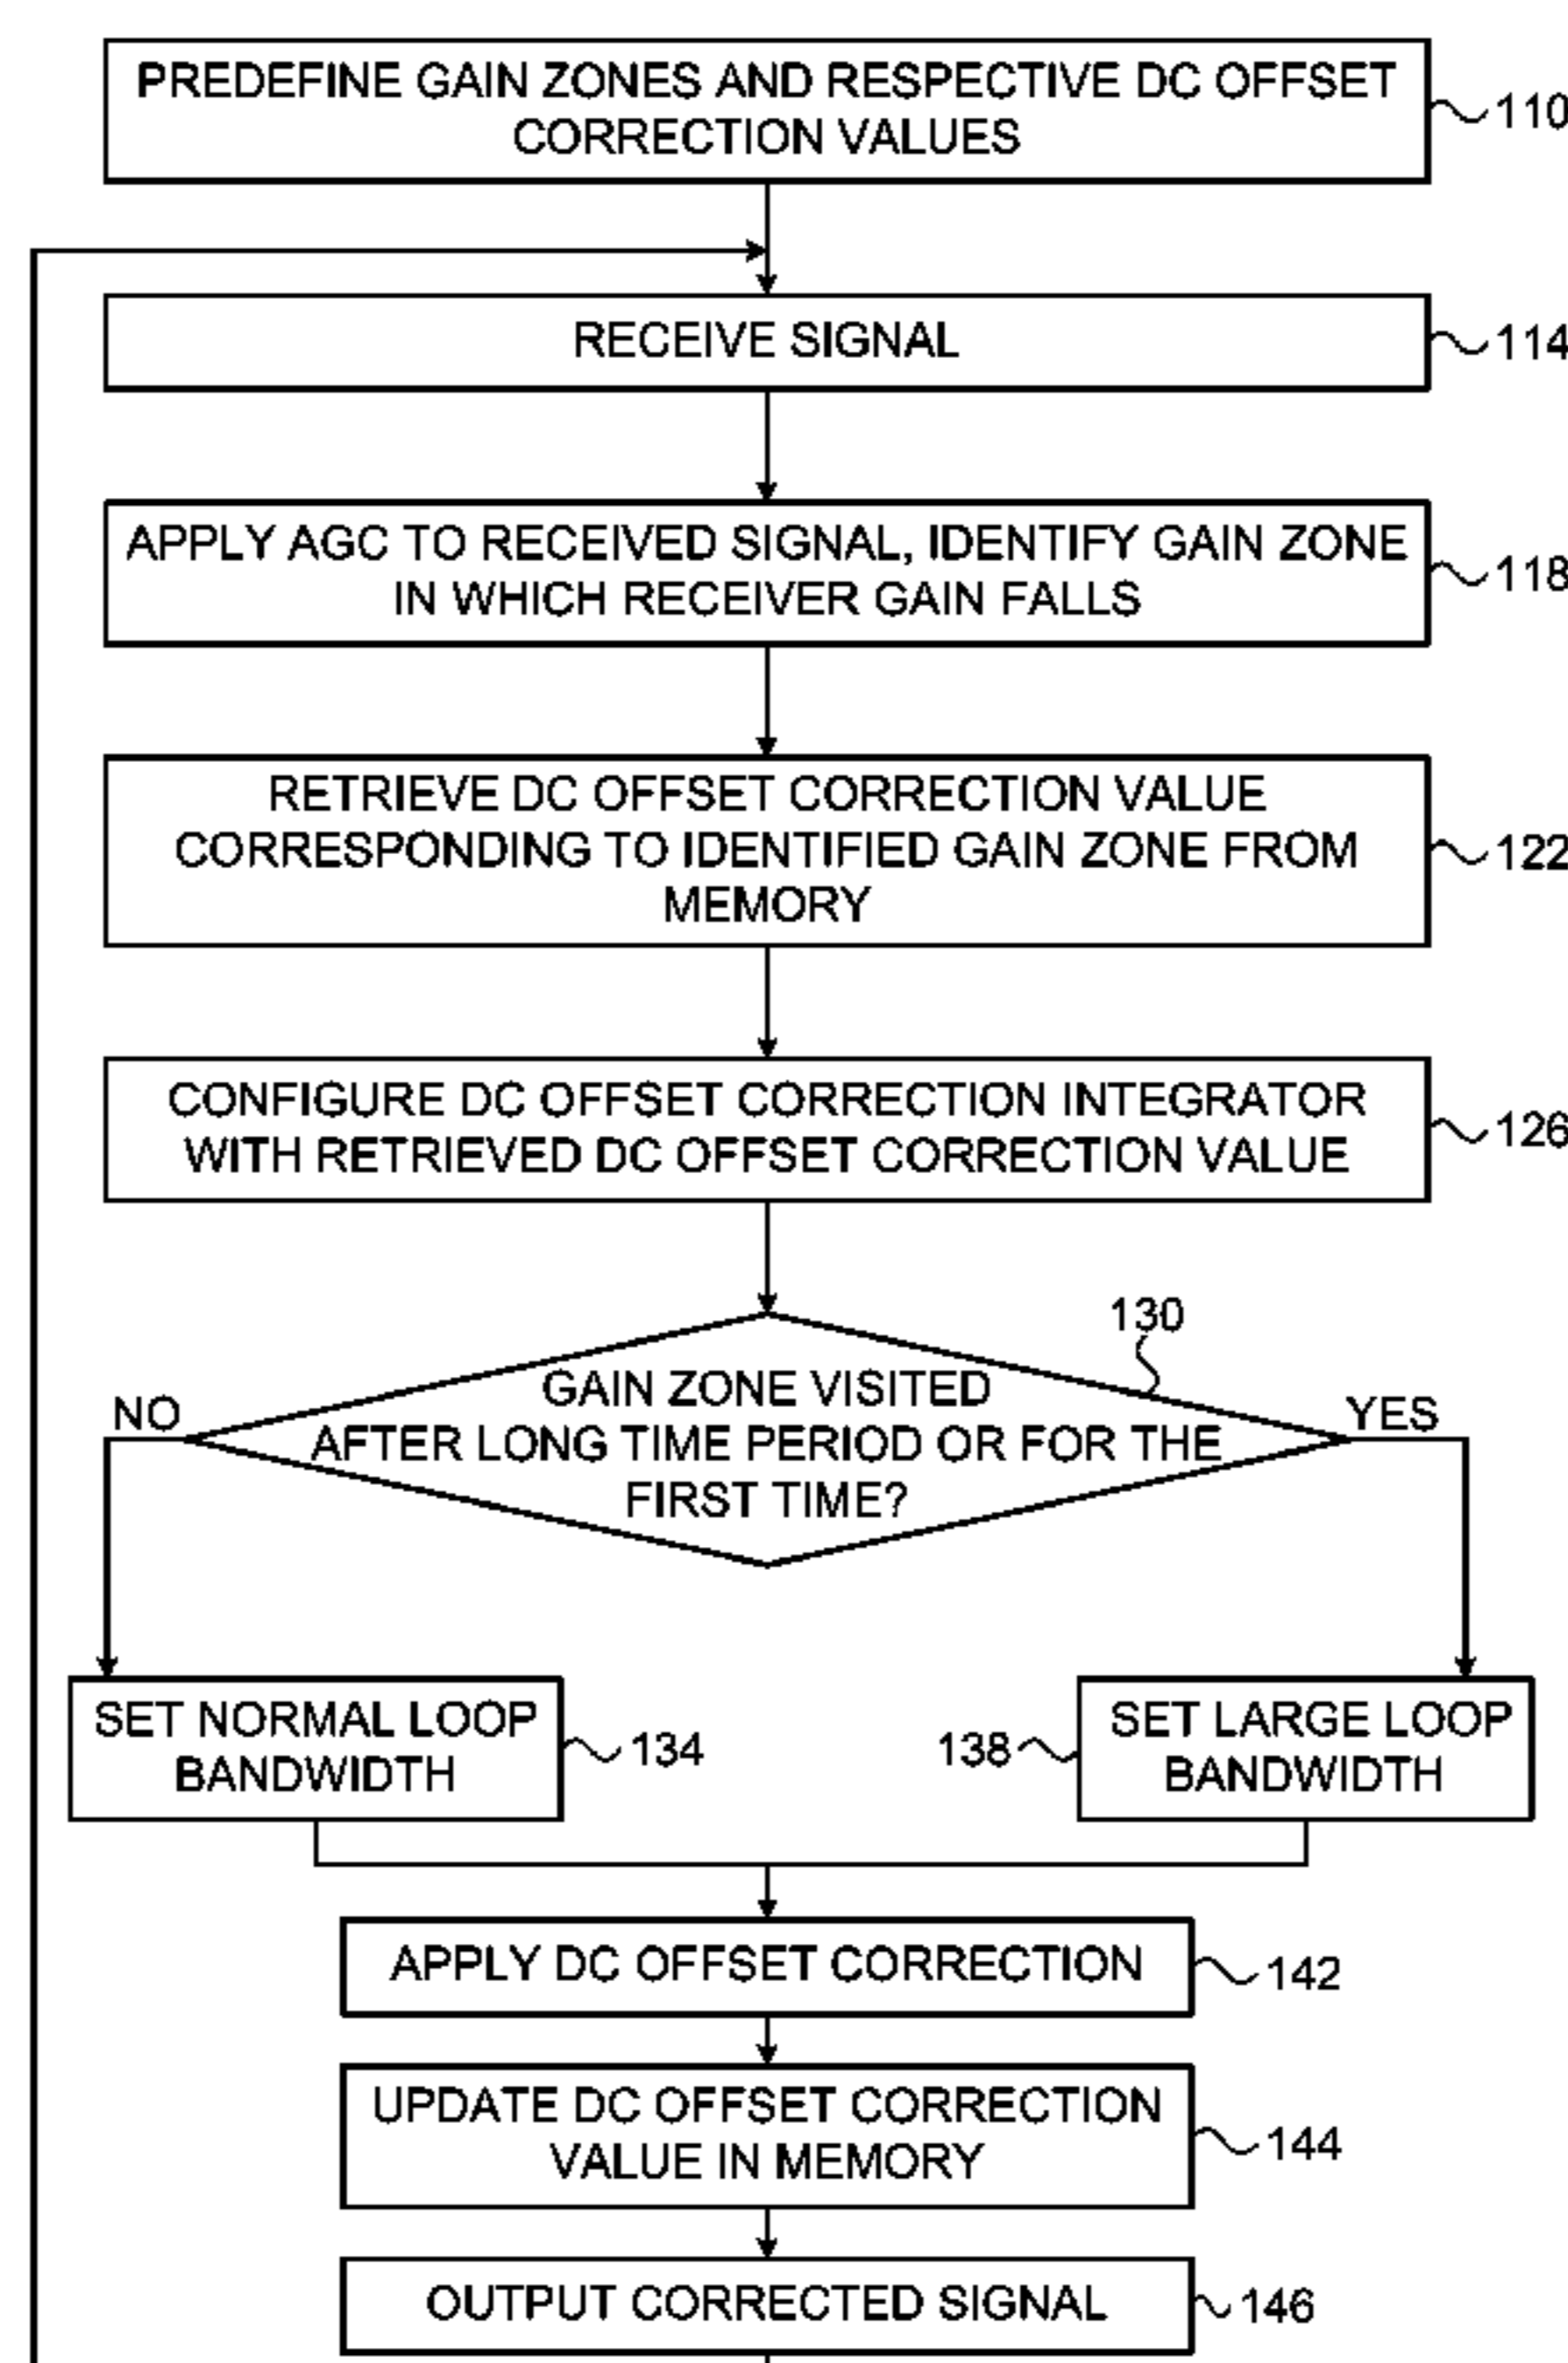 PREDEFINE GAIN ZONES AND RESPECTIVE DC OFFSET
CORRECTION VALUES
110
RECEIVE SIGNAL
114
APPLY AGC TO RECEIVED SIGNAL, IDENTIFY GAIN ZONE
IN WHICH RECEIVER GAIN FALLS
118
RETRIEVE DC OFFSET CORRECTION VALUE
CORRESPONDING TO IDENTIFIED GAIN ZONE FROM
MEMORY
122
CONFIGURE DC OFFSET CORRECTION INTEGRATOR
WITH RETRIEVED DC OFFSET CORRECTION VALUE
126
130
GAIN ZONE VISITED
AFTER LONG TIME PERIOD OR FOR THE
FIRST TIME?
NO
YES
SET NORMAL LOOP
BANDWIDTH
134
138
SET LARGE LOOP
BANDWIDTH
APPLY DC OFFSET CORRECTION
142
UPDATE DC OFFSET CORRECTION
VALUE IN MEMORY
144
OUTPUT CORRECTED SIGNAL
146